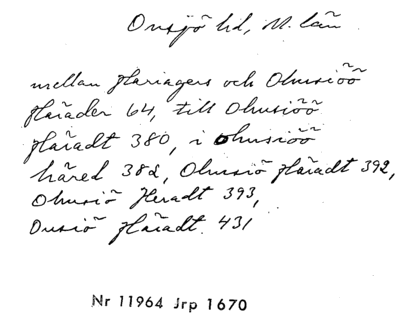 Onsjö hd, M. län
mellan Häriagers och Ohnsiöö
Häräder 64, till Ohnsiöö
Häradt 380, i Ohnsiöö
häred 382, Ohnsiö Häradt 392,
Ohnsiö Heradt 393,
Onsiö Häradt 431
Nr 11964 Jrp 1670